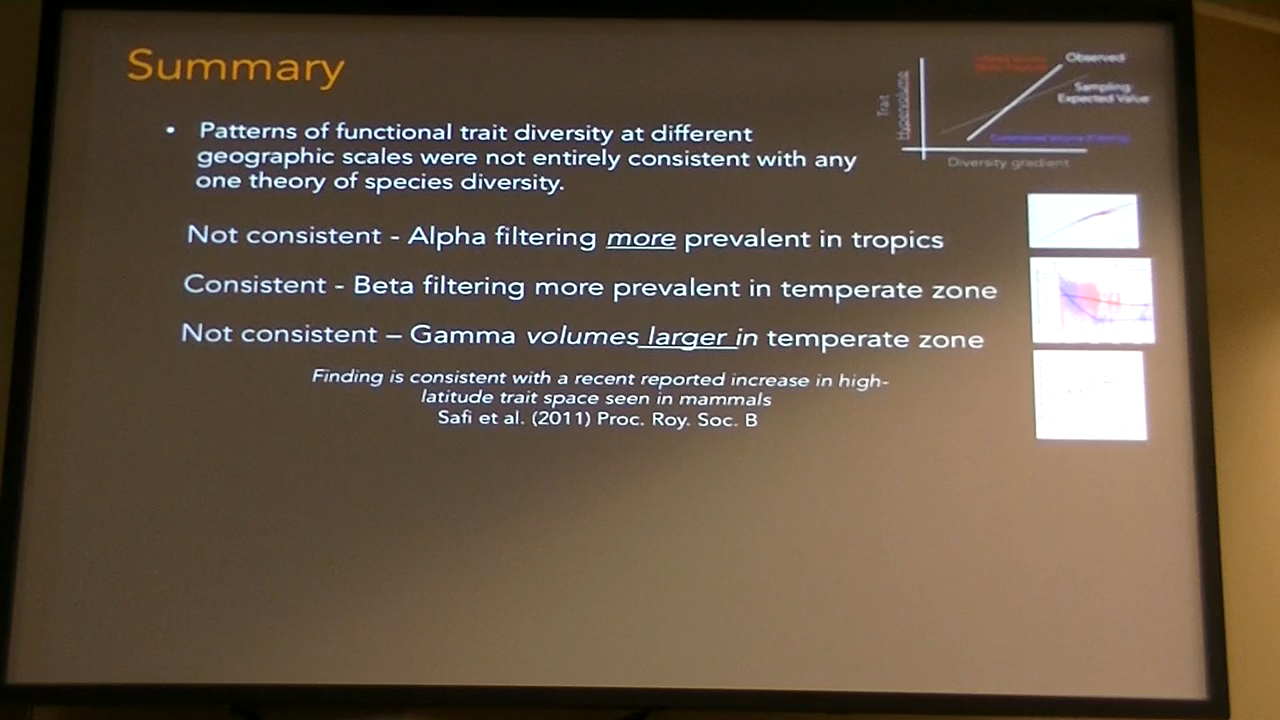 Summary
• Patterns of functional trait diversity at different
geographic scales were not entirely consistent with any
one theory of species diversity.
Not consistent - Alpha filtering more prevalent in tropics
Consistent - Beta filtering more prevalent in temperate zone
Not consistent – Gamma volumes larger in temperate zone
Finding is consistent with a recent reported increase in high-
latitude trait space seen in mammals
Safi et al. (2011) Proc. Roy. Soc. B
Observed
Sampling
Expected Value
Trait
Hypervolume
Diversity gradient